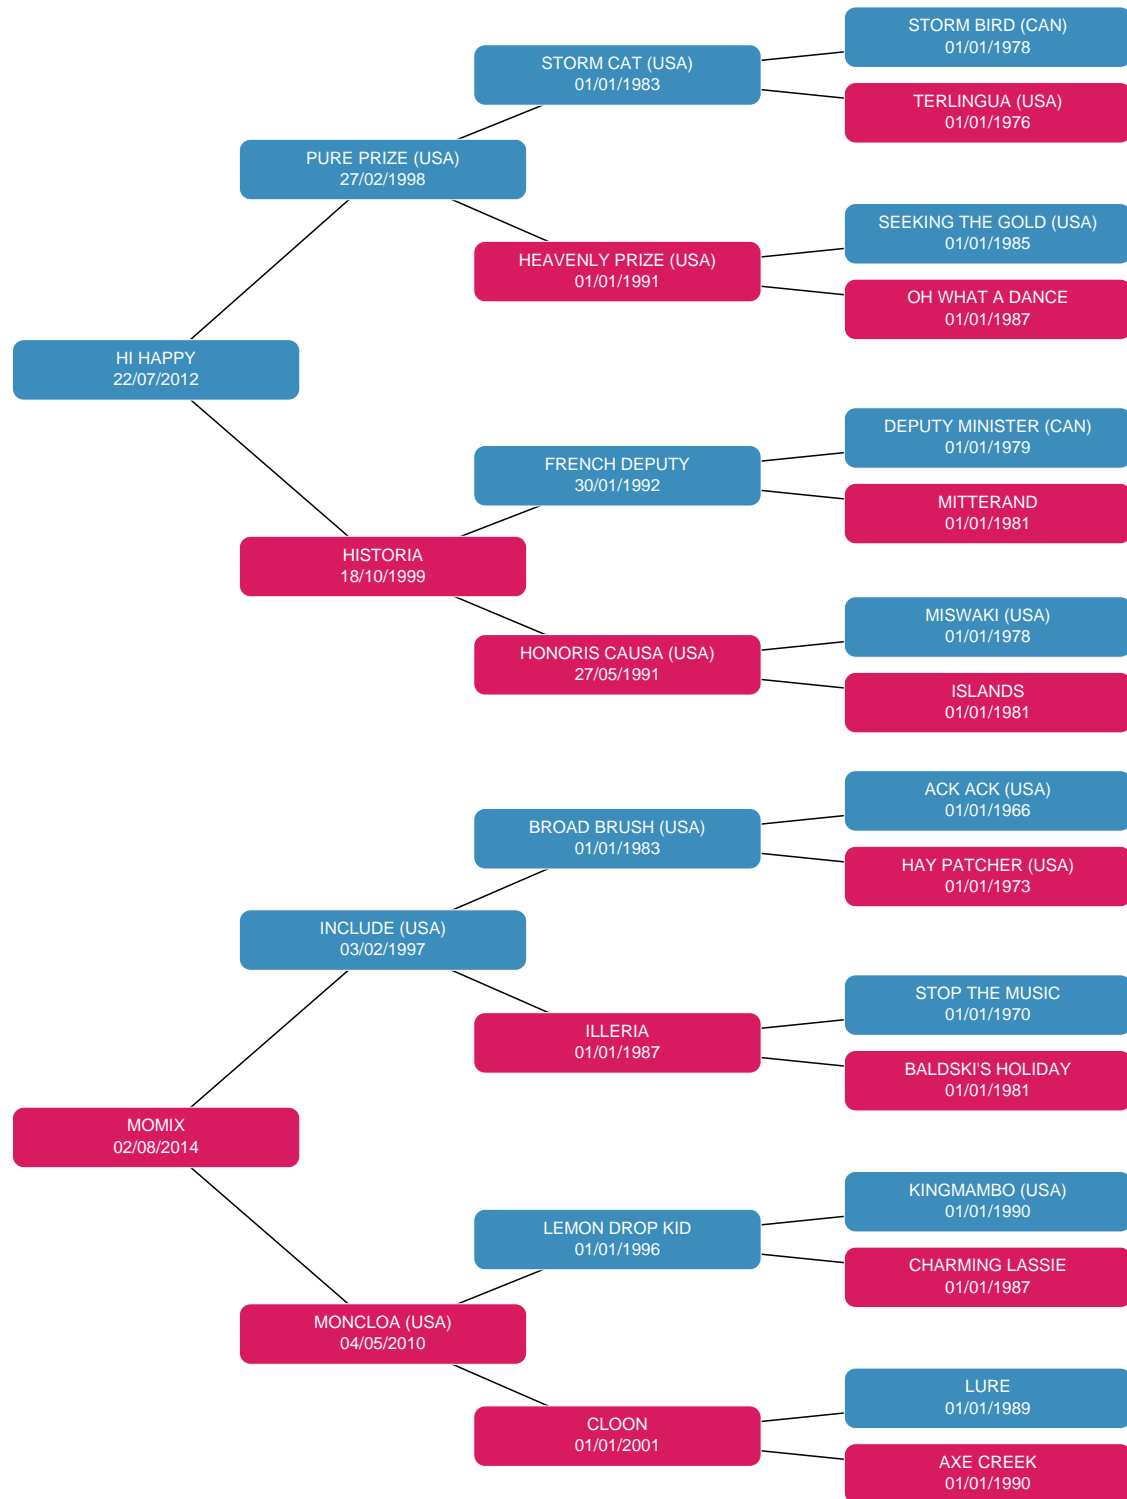 STORM BIRD (CAN)
01/01/1978
STORM CAT (USA)
01/01/1983
TERLINGUA (USA)
01/01/1976
PURE PRIZE (USA)
27/02/1998
SEEKING THE GOLD (USA)
01/01/1985
HEAVENLY PRIZE (USA)
01/01/1991
OH WHAT A DANCE
01/01/1987
HI HAPPY
22/07/2012
DEPUTY MINISTER (CAN)
01/01/1979
FRENCH DEPUTY
30/01/1992
MITTERAND
01/01/1981
HISTORIA
18/10/1999
MISWAKI (USA)
01/01/1978
HONORIS CAUSA (USA)
27/05/1991
ISLANDS
01/01/1981
ACK ACK (USA)
01/01/1966
BROAD BRUSH (USA)
01/01/1983
HAY PATCHER (USA)
01/01/1973
INCLUDE (USA)
03/02/1997
STOP THE MUSIC
01/01/1970
ILLERIA
01/01/1987
BALDSKI'S HOLIDAY
01/01/1981
MOMIX
02/08/2014
KINGMAMBO (USA)
01/01/1990
LEMON DROP KID
01/01/1996
CHARMING LASSIE
01/01/1987
MONCLOA (USA)
04/05/2010
LURE
01/01/1989
CLOON
01/01/2001
AXE CREEK
01/01/1990